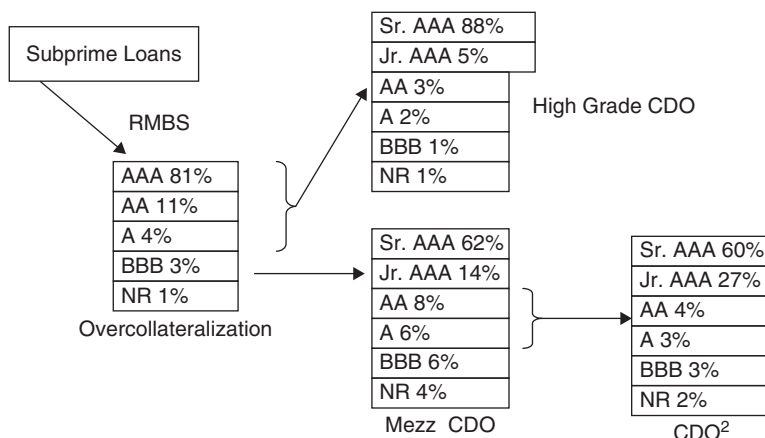 Subprime Loans
RMBS
AAA 81%
AA 11%
A 4%
BBB 3%
NR 1%
Overcollateralization
Sr. AAA 88%
Jr. AAA 5%
AA 3%
A 2%
BBB 1%
NR 1%
High Grade CDO
Sr. AAA 62%
Jr. AAA 14%
AA 8%
A 6%
BBB 6%
NR 4%
Mezz CDO
Sr. AAA 60%
Jr. AAA 27%
AA 4%
A 3%
BBB 3%
NR 2%
CDO²